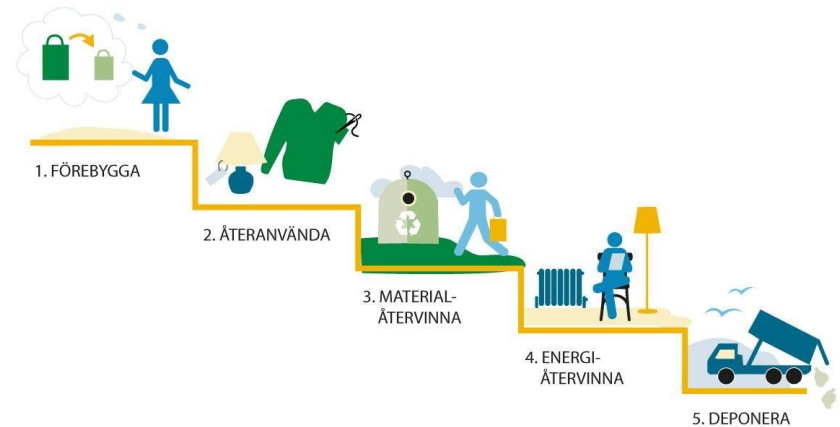 1. FÖREBYGGA
2. ÅTERANVÄNDA
3. MATERIAL-
ÅTERVINNA
4. ENERGI-
ÅTERVINNA
5. DEPONERA